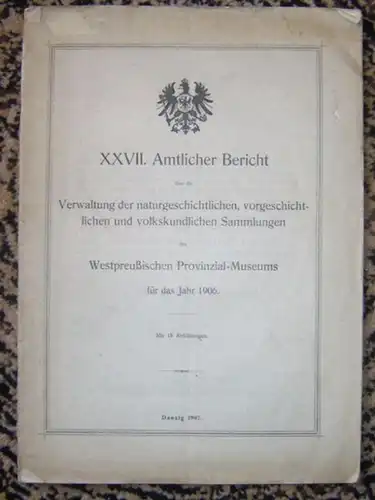 XXVII. Amtlicher Bericht
über die
Verwaltung der naturgeschichtlichen, vorgeschicht-
lichen und volkskundlichen Sammlungen
des
Westpreußischen Provinzial-Museums
für das Jahr 1906.
Mit Abbildungen.
Danzig 1907.